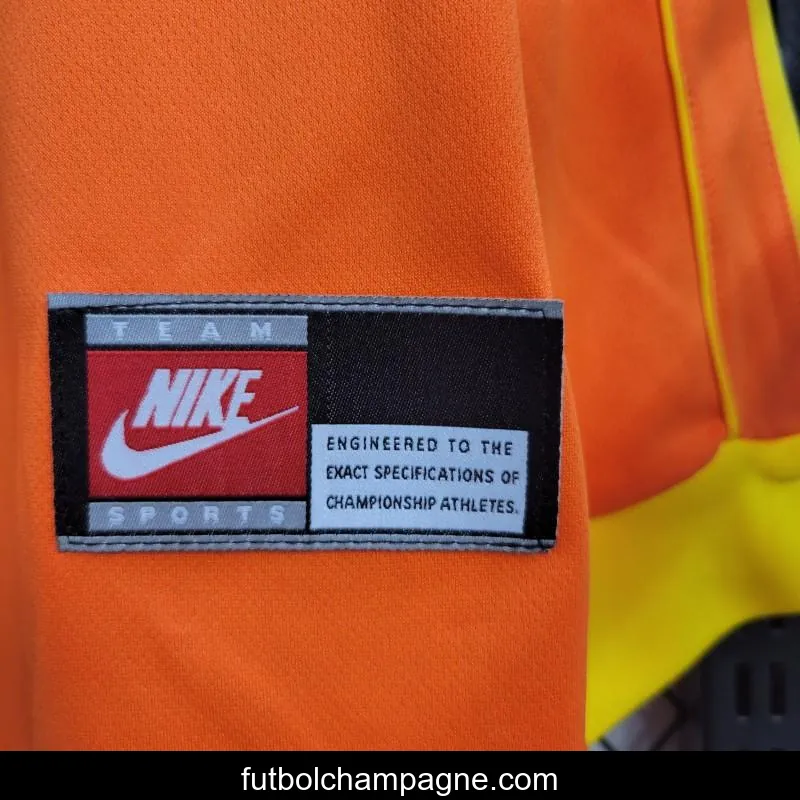 TEAM
NIKE
SPORTS
ENGINEERED TO THE
EXACT SPECIFICATIONS OF
CHAMPIONSHIP ATHLETES.
futbolchampagne.com